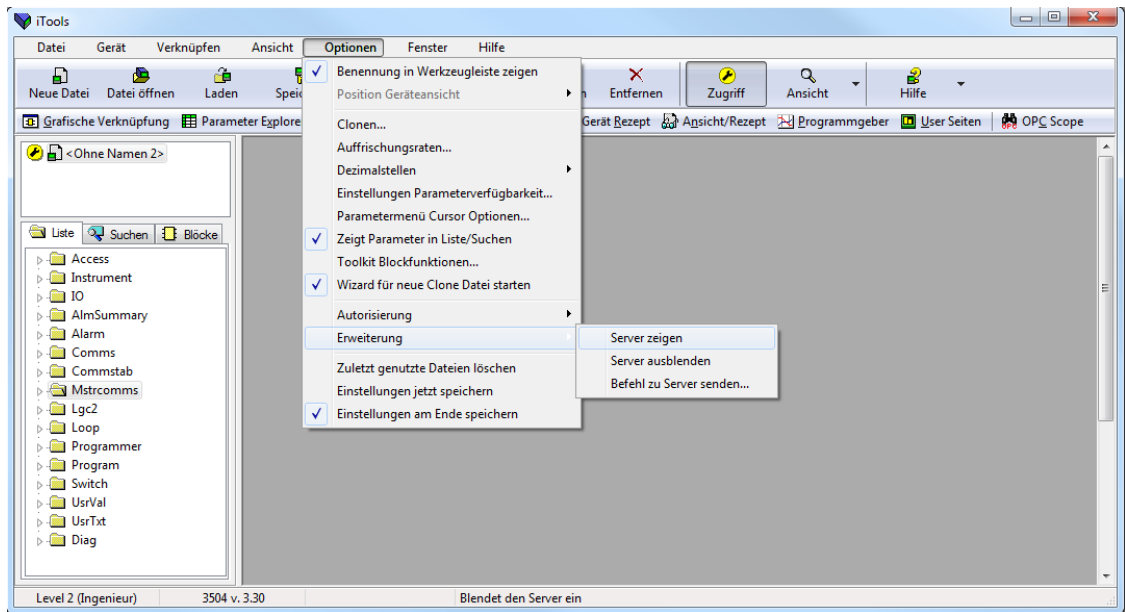 iTools
Datei Gerät Verknüpfen Ansicht Optionen Fenster Hilfe
Neue Datei Datei öffnen Laden Entfernen Zugriff Ansicht Hilfe
Grafische Verknüpfung Parameter Explore Gerät Rezept Ansicht/Rezept Programmgeber User Seiten OPC Scope
<Ohne Namen 2>
Liste Suchen Blöcke
Access
Instrument
IO
AlmSummary
Alarm
Comms
Commstab
Mstrcomms
Lgc2
Loop
Programmer
Program
Switch
UsrVal
UsrTxt
Diag
Benennung in Werkzeugleiste zeigen
Position Geräteansicht
Clonen...
Auffrischungsraten...
Dezimalstellen
Einstellungen Parameterverfügbarkeit...
Parametermenü Cursor Optionen...
Zeigt Parameter in Liste/Suchen
Toolkit Blockfunktionen...
Wizard für neue Clone Datei starten
Autorisierung
Erweiterung
Zuletzt genutzte Dateien löschen
Einstellungen jetzt speichern
Einstellungen am Ende speichern
Server zeigen
Server ausblenden
Befehl zu Server senden...
Level 2 (Ingenieur) 3504 v. 3.30 Blendet den Server ein